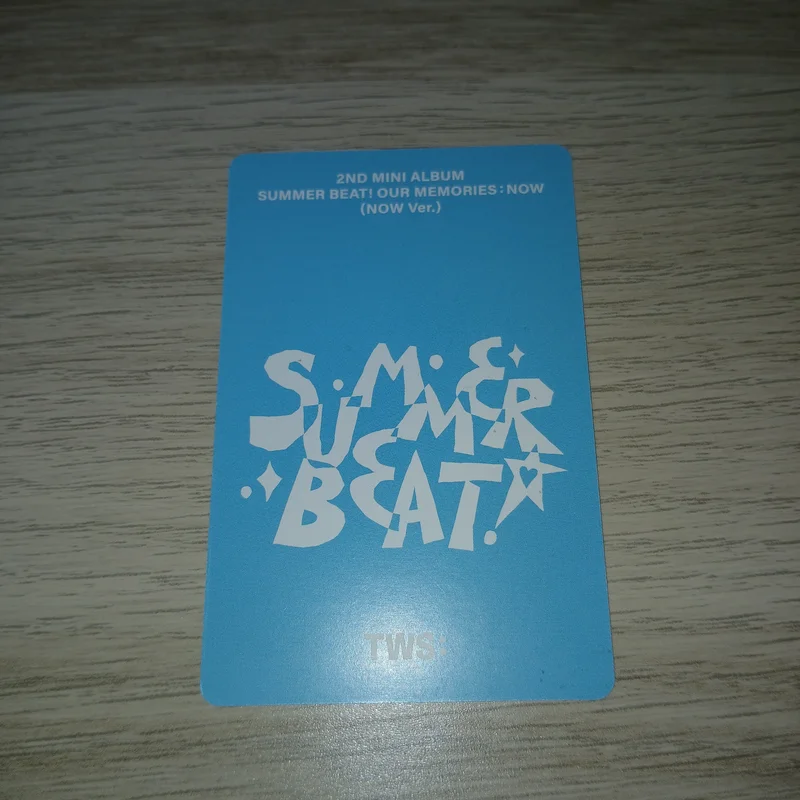 2ND MINI ALBUM
SUMMER BEAT! OUR MEMORIES:NOW
(NOW Ver.)
SUMMER
BEAT!
TWS: